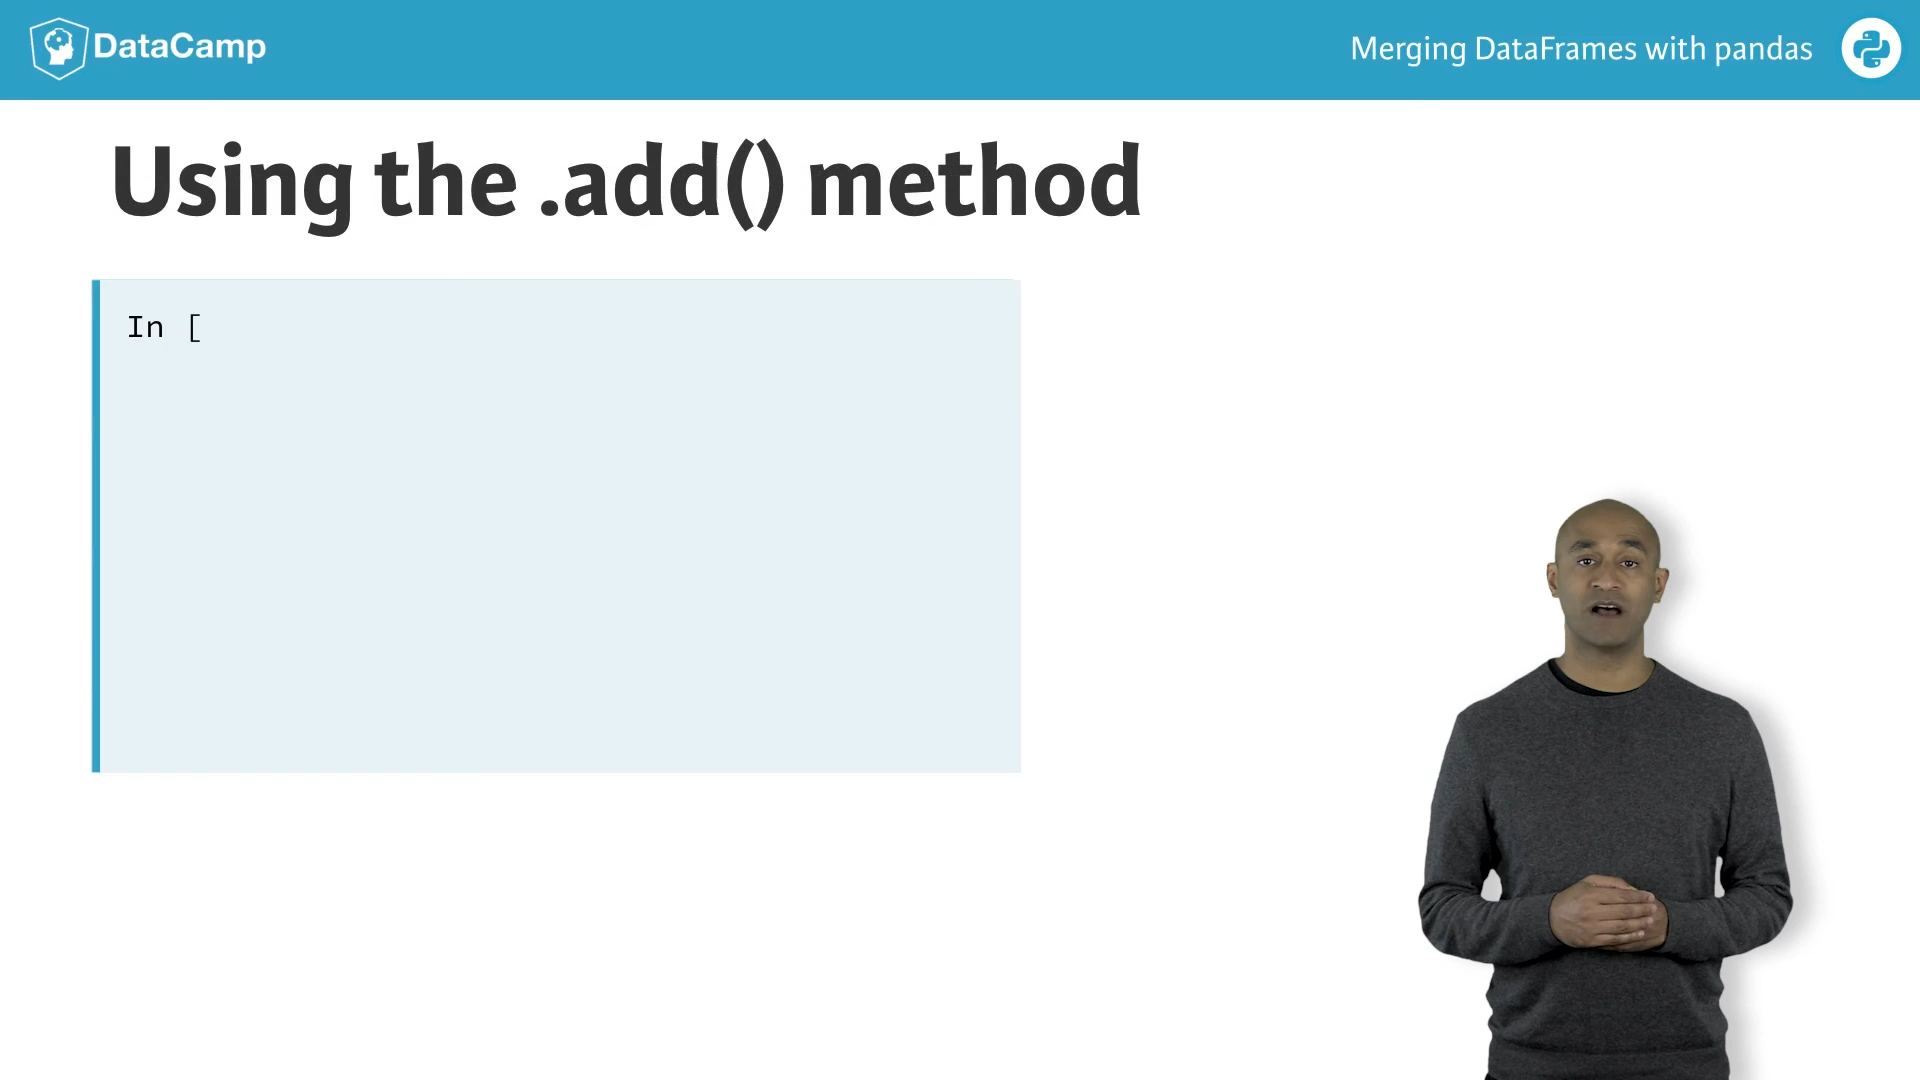 DataCamp
Merging DataFrames with pandas
Using the .add() method
In [